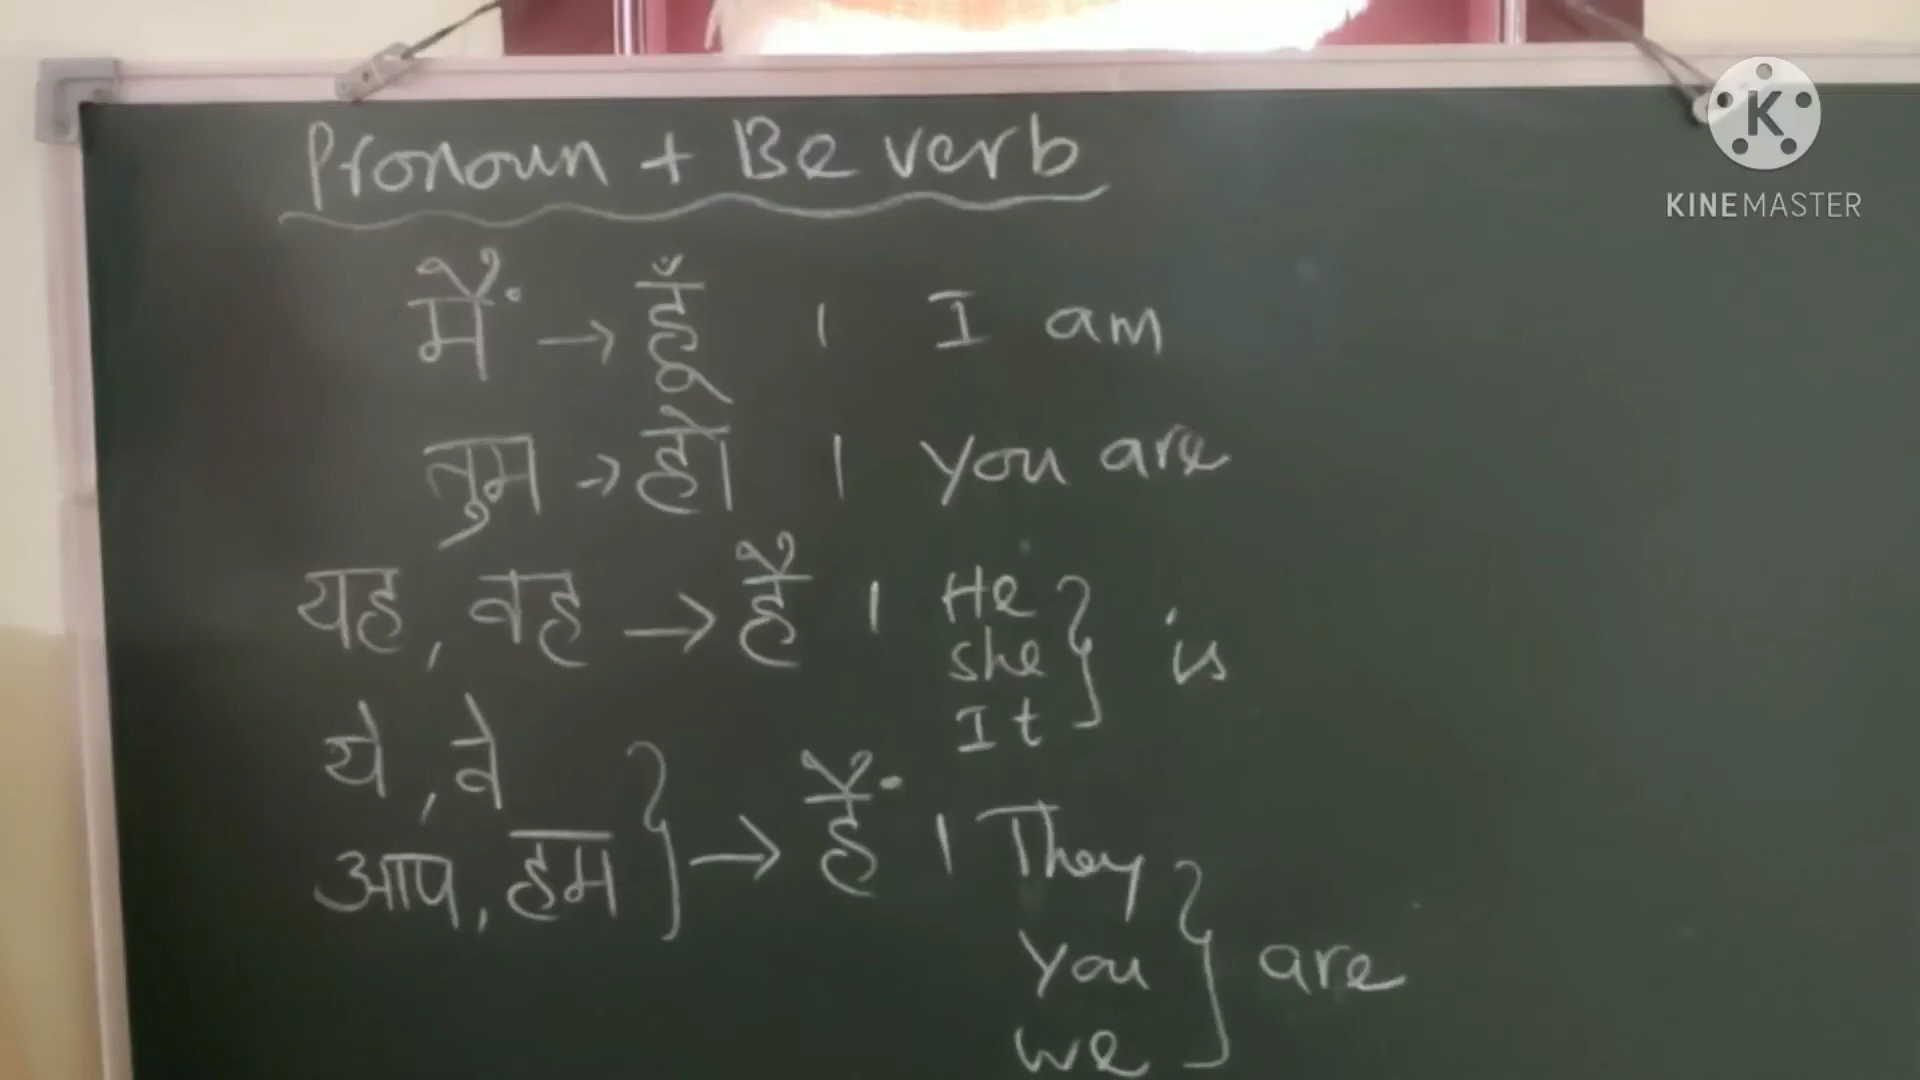 Pronoun + Be verb
K
KINEMASTER
मैं → हूँ । I am
तुम → हो । You are
यह, वह → है । He
she } is
It
ये, वे
आप, हम } → हैं । They
You } are
we